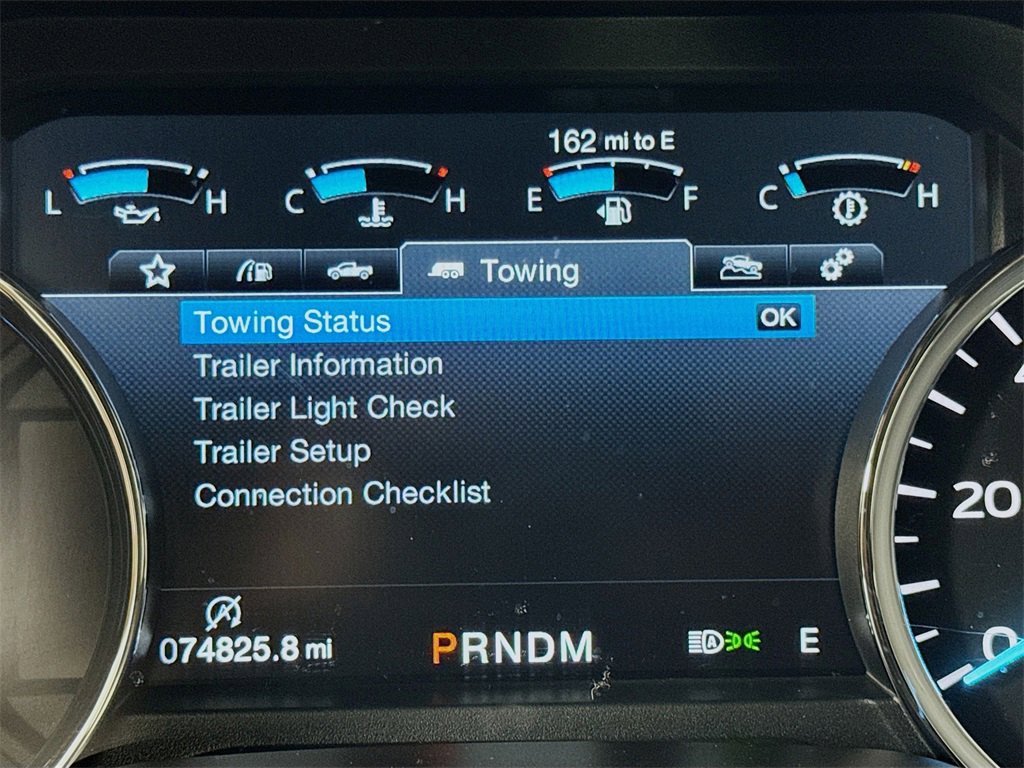 162 mi to E
L H C H E F C H
Towing
Towing Status OK
Trailer Information
Trailer Light Check
Trailer Setup
Connection Checklist
20
A
074825.8 mi
PRNDM
A
E
0